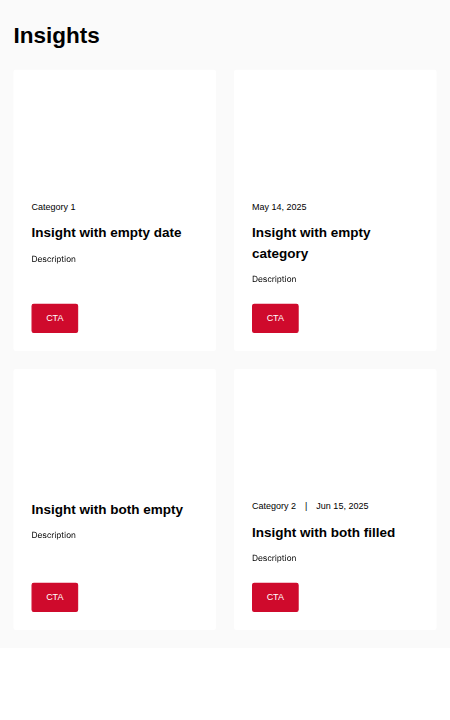 Insights
Category 1
Insight with empty date
Description
CTA
May 14, 2025
Insight with empty
category
Description
CTA
Insight with both empty
Description
CTA
Category 2 | Jun 15, 2025
Insight with both filled
Description
CTA